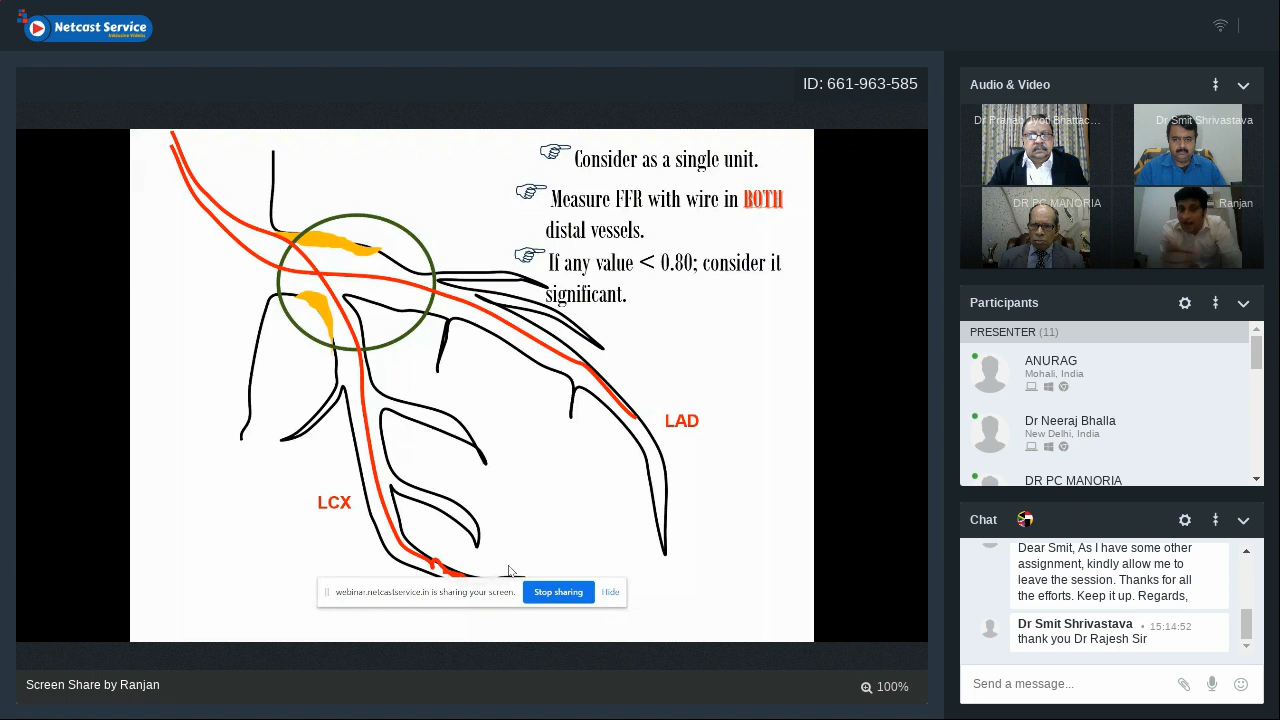 Netcast Service
ID: 661-963-585
Consider as a single unit.
Measure FFR with wire in BOTH
distal vessels.
If any value < 0.80; consider it
significant.
LAD
LCX
webinar.netcastservice.in is sharing your screen.
Stop sharing
Hide
Screen Share by Ranjan
100%
Audio & Video
Dr Pranab Jyoti Bhattac...
Dr Smit Shrivastava
DR PC MANORIA
Ranjan
Participants
PRESENTER (11)
ANURAG
Mohali, India
Dr Neeraj Bhalla
New Delhi, India
DR PC MANORIA
Chat
Dear Smit, As I have some other
assignment, kindly allow me to
leave the session. Thanks for all
the efforts. Keep it up. Regards,
Dr Smit Shrivastava • 15:14:52
thank you Dr Rajesh Sir
Send a message...